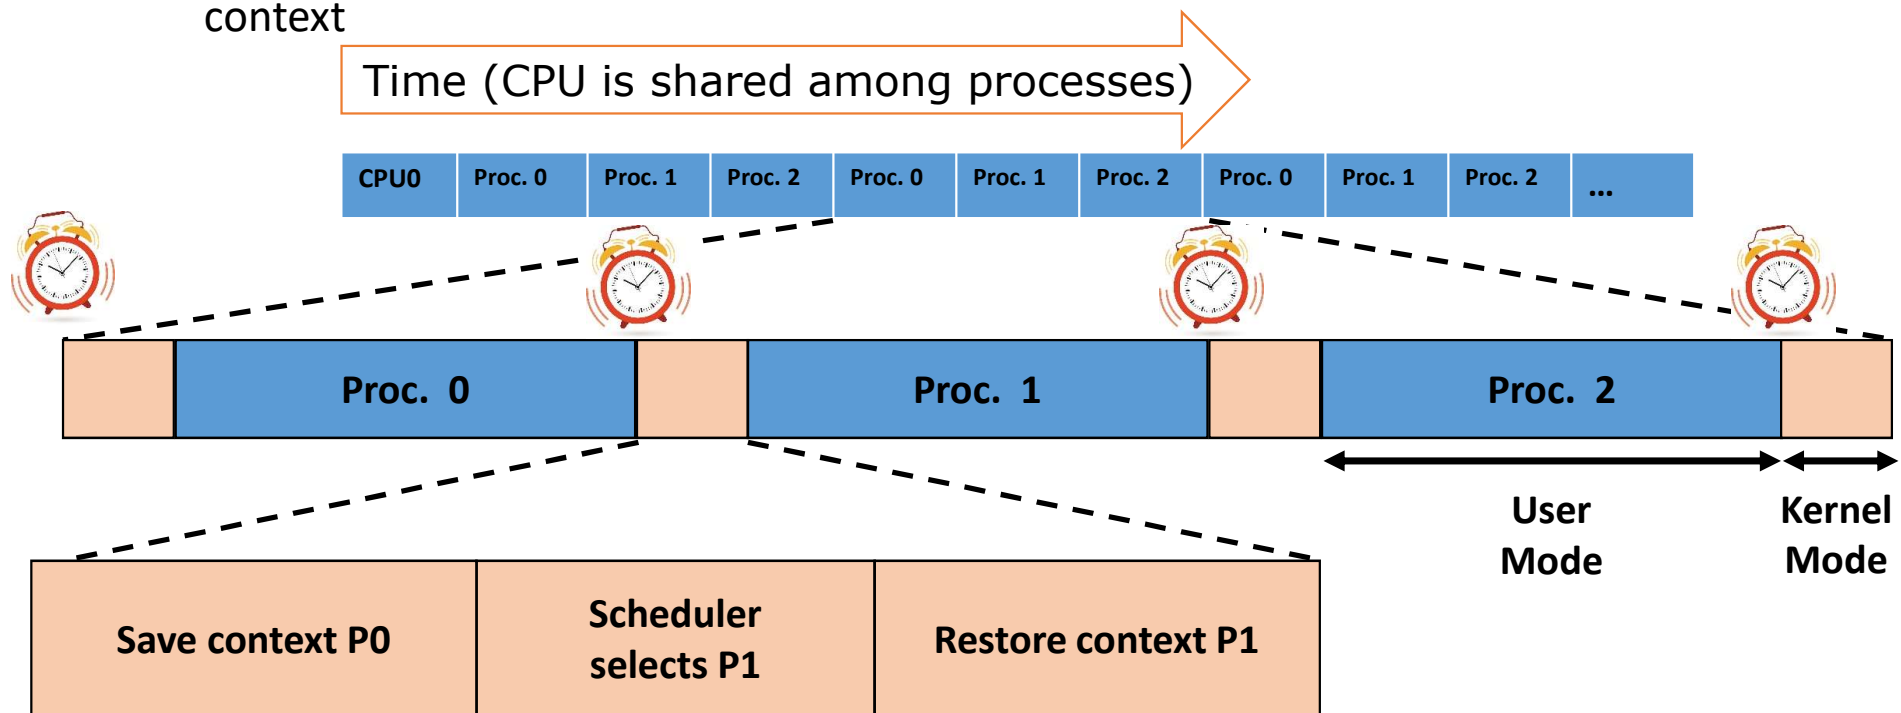 context
Time (CPU is shared among processes)
CPU0 Proc. 0 Proc. 1 Proc. 2 Proc. 0 Proc. 1 Proc. 2 Proc. 0 Proc. 1 Proc. 2 ...
Proc. 0 Proc. 1 Proc. 2
User
Mode
Kernel
Mode
Save context P0
Scheduler
selects P1
Restore context P1